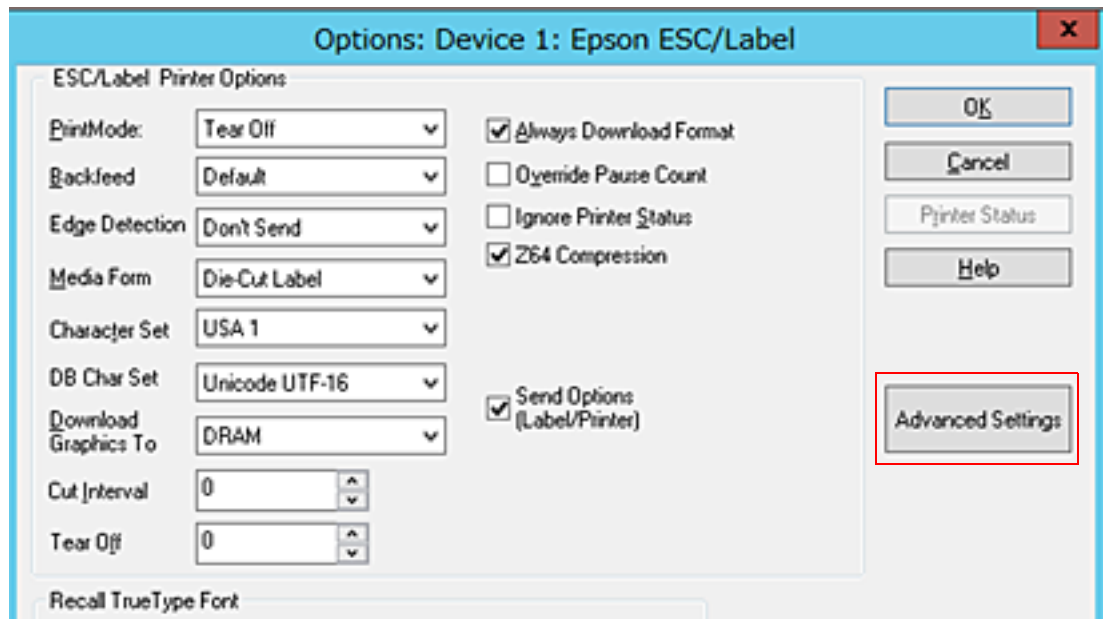 Options: Device 1: Epson ESC/Label
x
ESC/Label Printer Options
PrintMode:
Tear Off
Always Download Format
OK
Backfeed
Default
Override Pause Count
Cancel
Edge Detection
Don't Send
Ignore Printer Status
Printer Status
Media Form
Die-Cut Label
Z64 Compression
Help
Character Set
USA 1
DB Char Set
Unicode UTF-16
Send Options
(Label/Printer)
Advanced Settings
Download
Graphics To
DRAM
Cut Interval
0
Tear Off
0
Recall TrueType Font